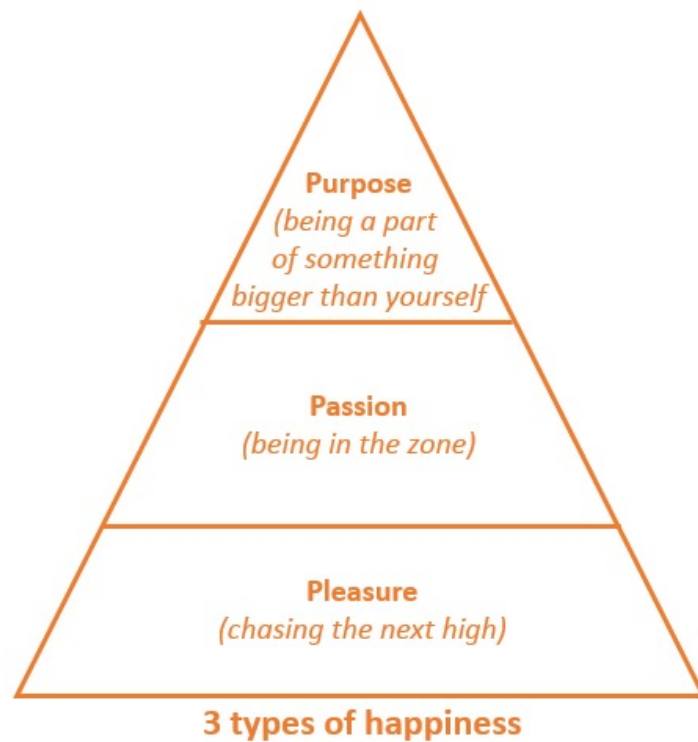 Purpose
(being a part
of something
bigger than yourself
Passion
(being in the zone)
Pleasure
(chasing the next high)
3 types of happiness